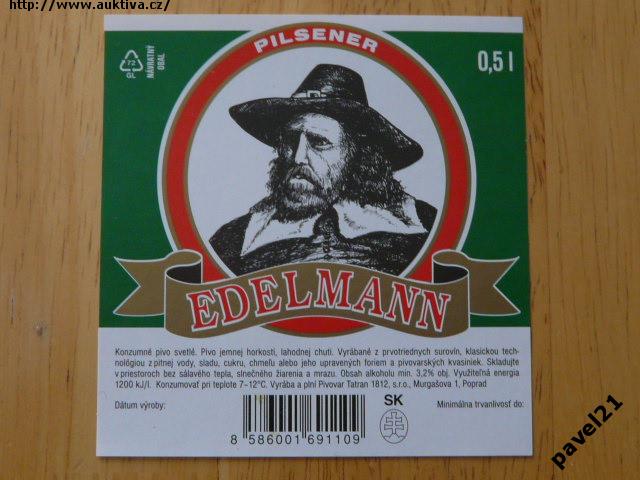 http://www.auktiva.cz/
PILSENER
0,5 l
72
GL
NÁVRATNÝ
OBAL
EDELMANN
Konzumné pivo svetlé. Pivo jemnej horkosti, lahodnej chuti. Vyrábané z prvotriednych surovín, klasickou tech-
nológiou z pitnej vody, sladu, cukru, chmeľu alebo jeho upravených foriem a pivovarských kvasiniek. Skladujte
v priestoroch bez sálavého tepla, slnečného žiarenia a mrazu. Obsah alkoholu min. 3,2% obj. Využiteľná energia
1200 kJ/l. Konzumovať pri teplote 7–12°C. Vyrába a plní Pivovar Tatran 1812, s.r.o., Murgašova 1, Poprad
Dátum výroby:
SK
Minimálna trvanlivosť do:
8 586001 691109
pavel21